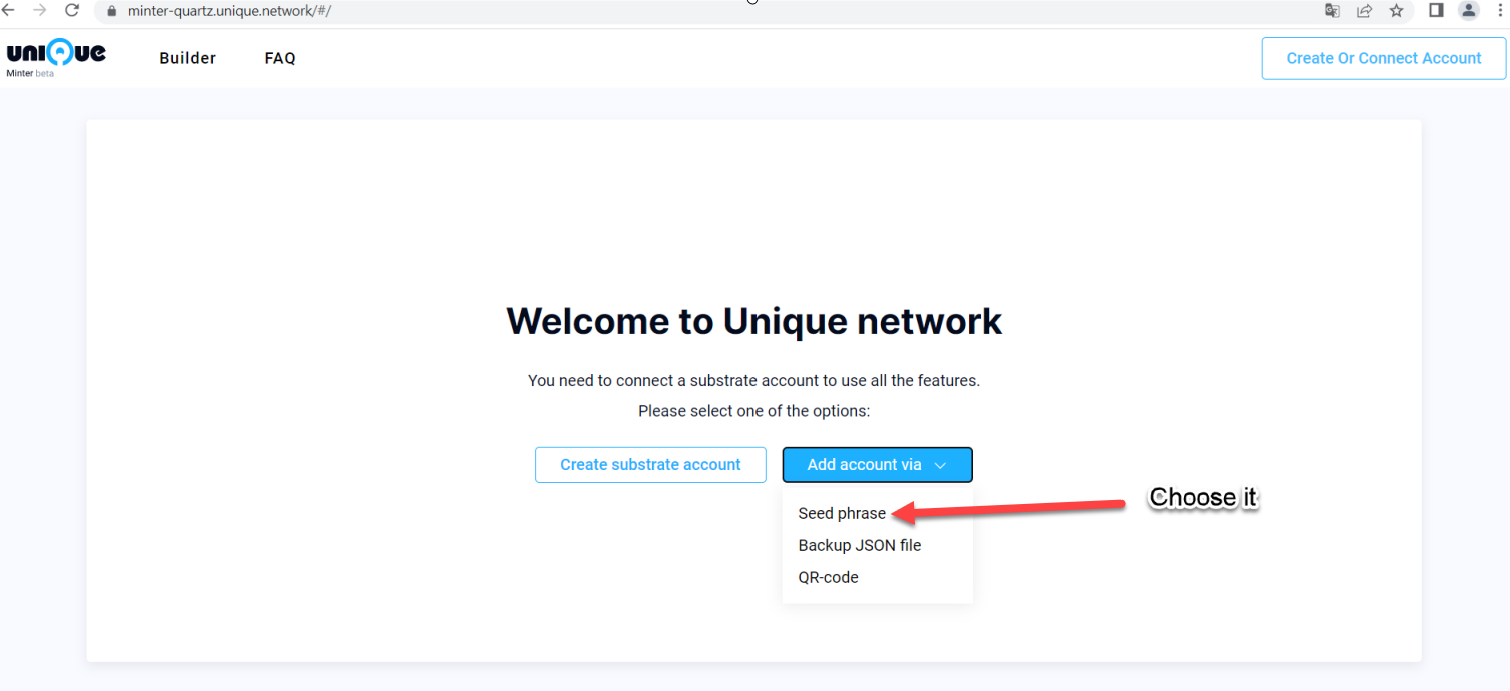 minter-quartz.unique.network/#/
unique
Minter beta
Builder
FAQ
Create Or Connect Account
Welcome to Unique network
You need to connect a substrate account to use all the features.
Please select one of the options:
Create substrate account
Add account via
Seed phrase
Choose it
Backup JSON file
QR-code